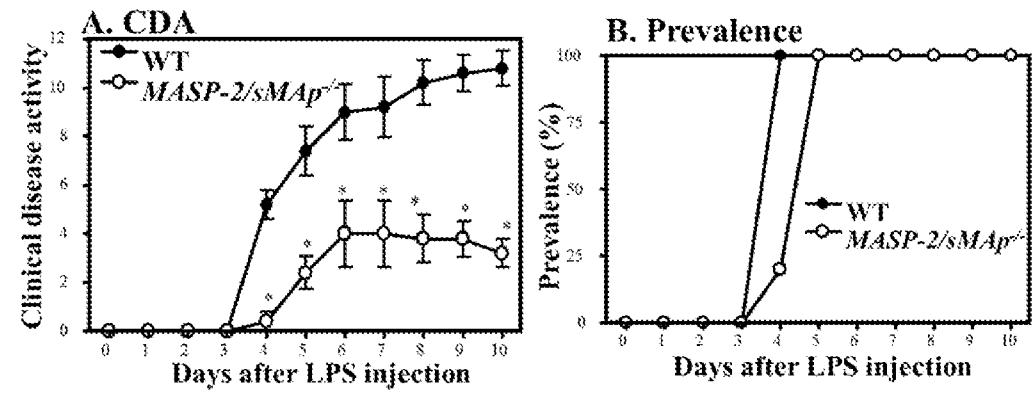 A. CDA
Clinical disease activity
12
10
8
6
4
2
0
WT
MASP-2/sMAp-/-
* * * * * * *
0 1 2 3 4 5 6 7 8 9 10
Days after LPS injection
B. Prevalence
Prevalence (%)
100
75
50
25
0
WT
MASP-2/sMAp-/-
0 1 2 3 4 5 6 7 8 9 10
Days after LPS injection